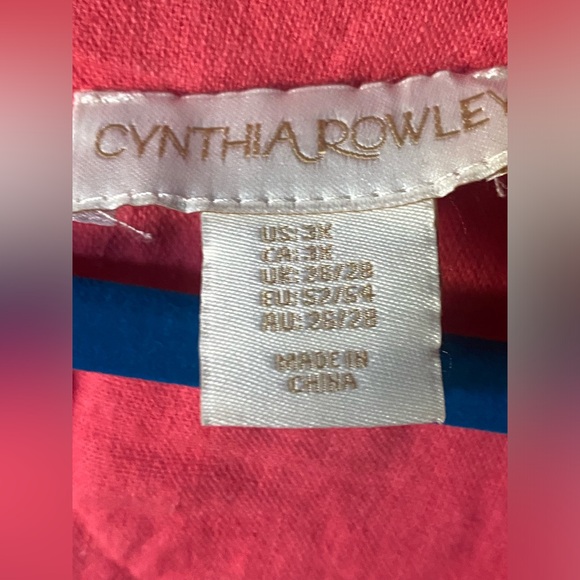 CYNTHIA ROWLEY
US: 3X
CA: 3X
UK: 26/28
EU: 52/54
AU: 26/28
MADE IN
CHINA